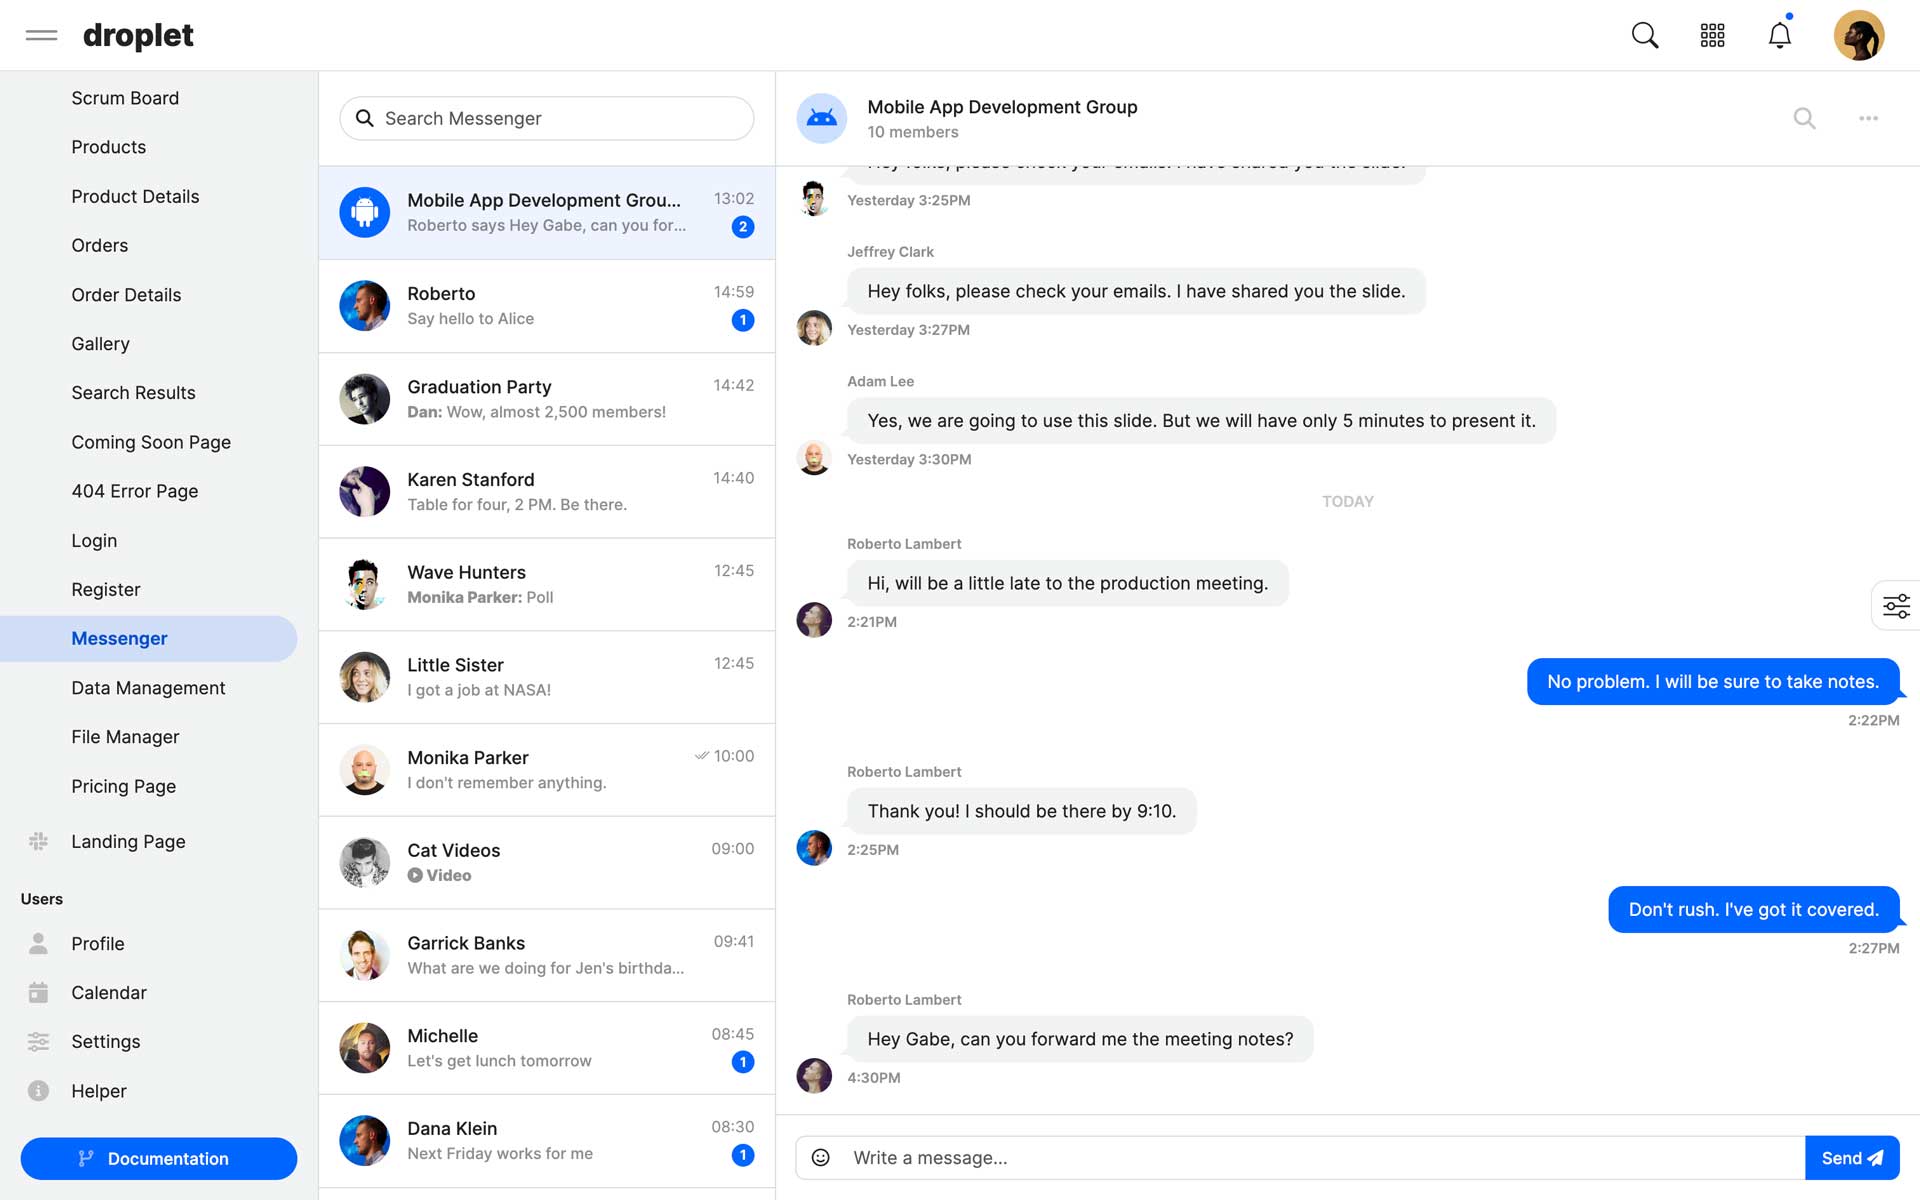 droplet
Scrum Board
Products
Product Details
Orders
Order Details
Gallery
Search Results
Coming Soon Page
404 Error Page
Login
Register
Messenger
Data Management
File Manager
Pricing Page
Landing Page
Users
Profile
Calendar
Settings
Helper
Documentation
Search Messenger
Mobile App Development Grou... 13:02
Roberto says Hey Gabe, can you for... 2
Roberto 14:59
Say hello to Alice 1
Graduation Party 14:42
Dan: Wow, almost 2,500 members!
Karen Stanford 14:40
Table for four, 2 PM. Be there.
Wave Hunters 12:45
Monika Parker: Poll
Little Sister 12:45
I got a job at NASA!
Monika Parker 10:00
I don't remember anything.
Cat Videos 09:00
Video
Garrick Banks 09:41
What are we doing for Jen's birthda...
Michelle 08:45
Let's get lunch tomorrow 1
Dana Klein 08:30
Next Friday works for me 1
Mobile App Development Group
10 members
Hey folks, please check your emails. I have shared you the slide.
Yesterday 3:25PM
Jeffrey Clark
Hey folks, please check your emails. I have shared you the slide.
Yesterday 3:27PM
Adam Lee
Yes, we are going to use this slide. But we will have only 5 minutes to present it.
Yesterday 3:30PM
TODAY
Roberto Lambert
Hi, will be a little late to the production meeting.
2:21PM
No problem. I will be sure to take notes.
2:22PM
Roberto Lambert
Thank you! I should be there by 9:10.
2:25PM
Don't rush. I've got it covered.
2:27PM
Roberto Lambert
Hey Gabe, can you forward me the meeting notes?
4:30PM
Write a message...
Send